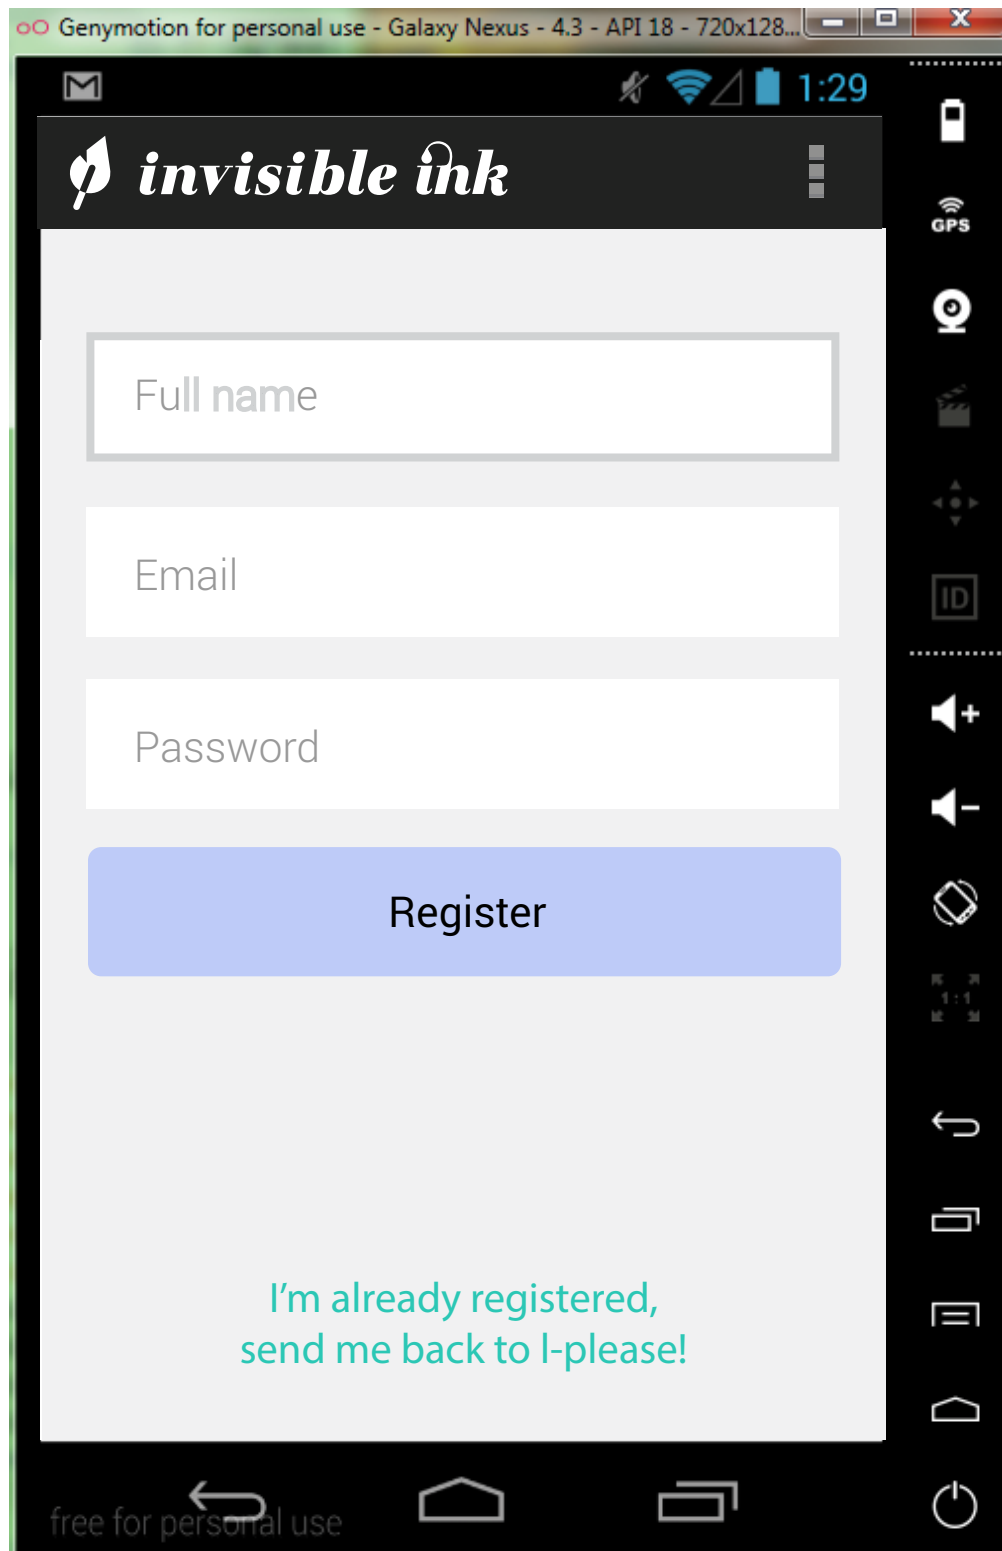 Genymotion for personal use - Galaxy Nexus - 4.3 - API 18 - 720x128...
1:29
invisible ink
GPS
Full name
Email
ID
Password
Register
1:1
I'm already registered,
send me back to l-please!
free for personal use